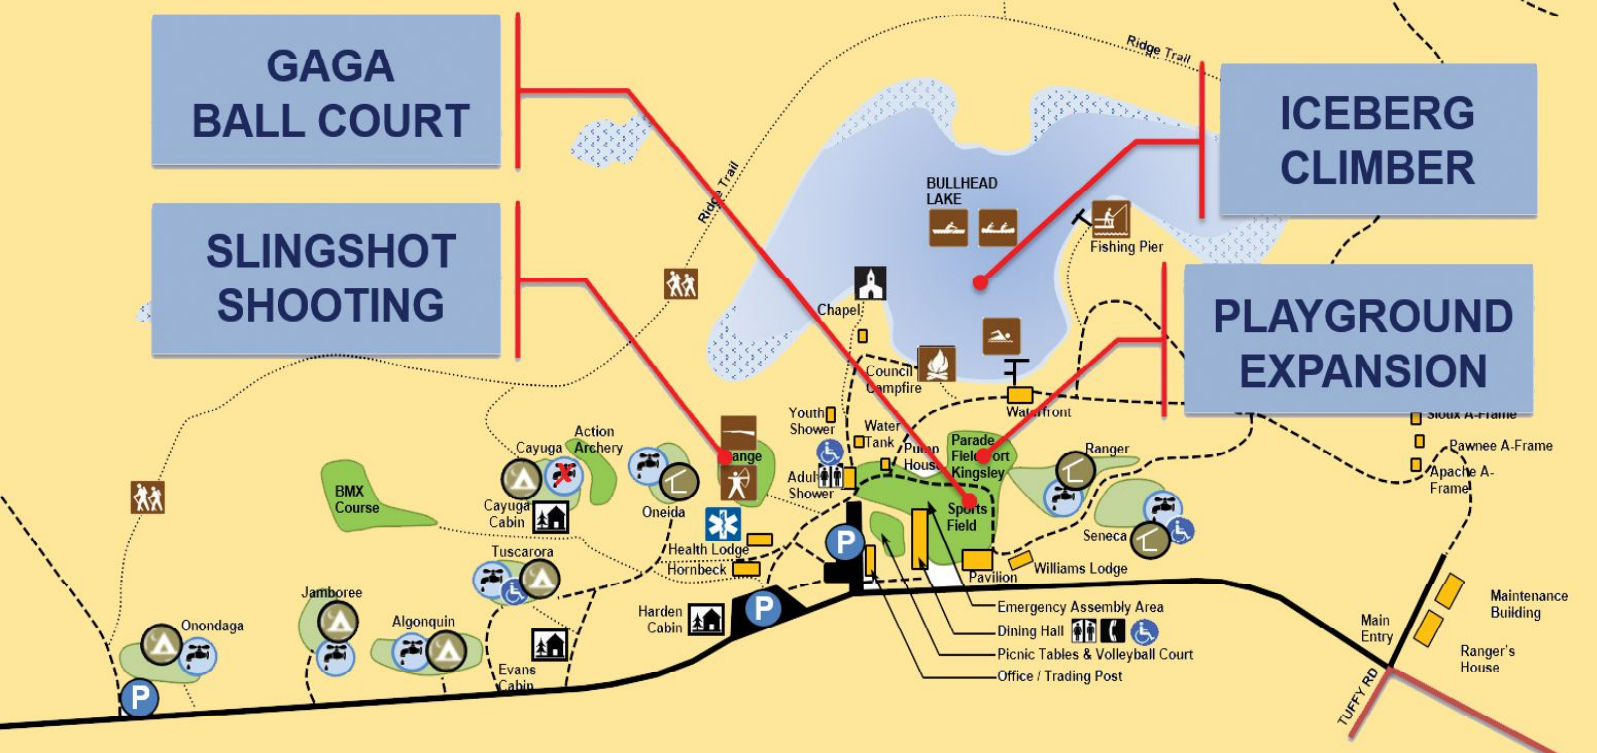 GAGA
BALL COURT
SLINGSHOT
SHOOTING
ICEBERG
CLIMBER
PLAYGROUND
EXPANSION
Ridge Trail
Ridge Trail
BULLHEAD
LAKE
Fishing Pier
Chapel
Council
Campfire
Waterfront
Youth
Shower
Water
Tank
Pump
House
Adult
Shower
Parade
Field
Kingsley
Sports
Field
Ranger
Sioux A-Frame
Pawnee A-Frame
Apache A-
Frame
Action
Archery
Cayuga
Cayuga
Cabin
BMX
Course
Oneida
Health Lodge
Hornbeck
Seneca
Williams Lodge
Pavilion
Tuscarora
Jamboree
Algonquin
Onondaga
Harden
Cabin
Evans
Cabin
P
P
P
Emergency Assembly Area
Dining Hall
Picnic Tables & Volleyball Court
Office / Trading Post
Main
Entry
Maintenance
Building
Ranger's
House
TUFFY RD